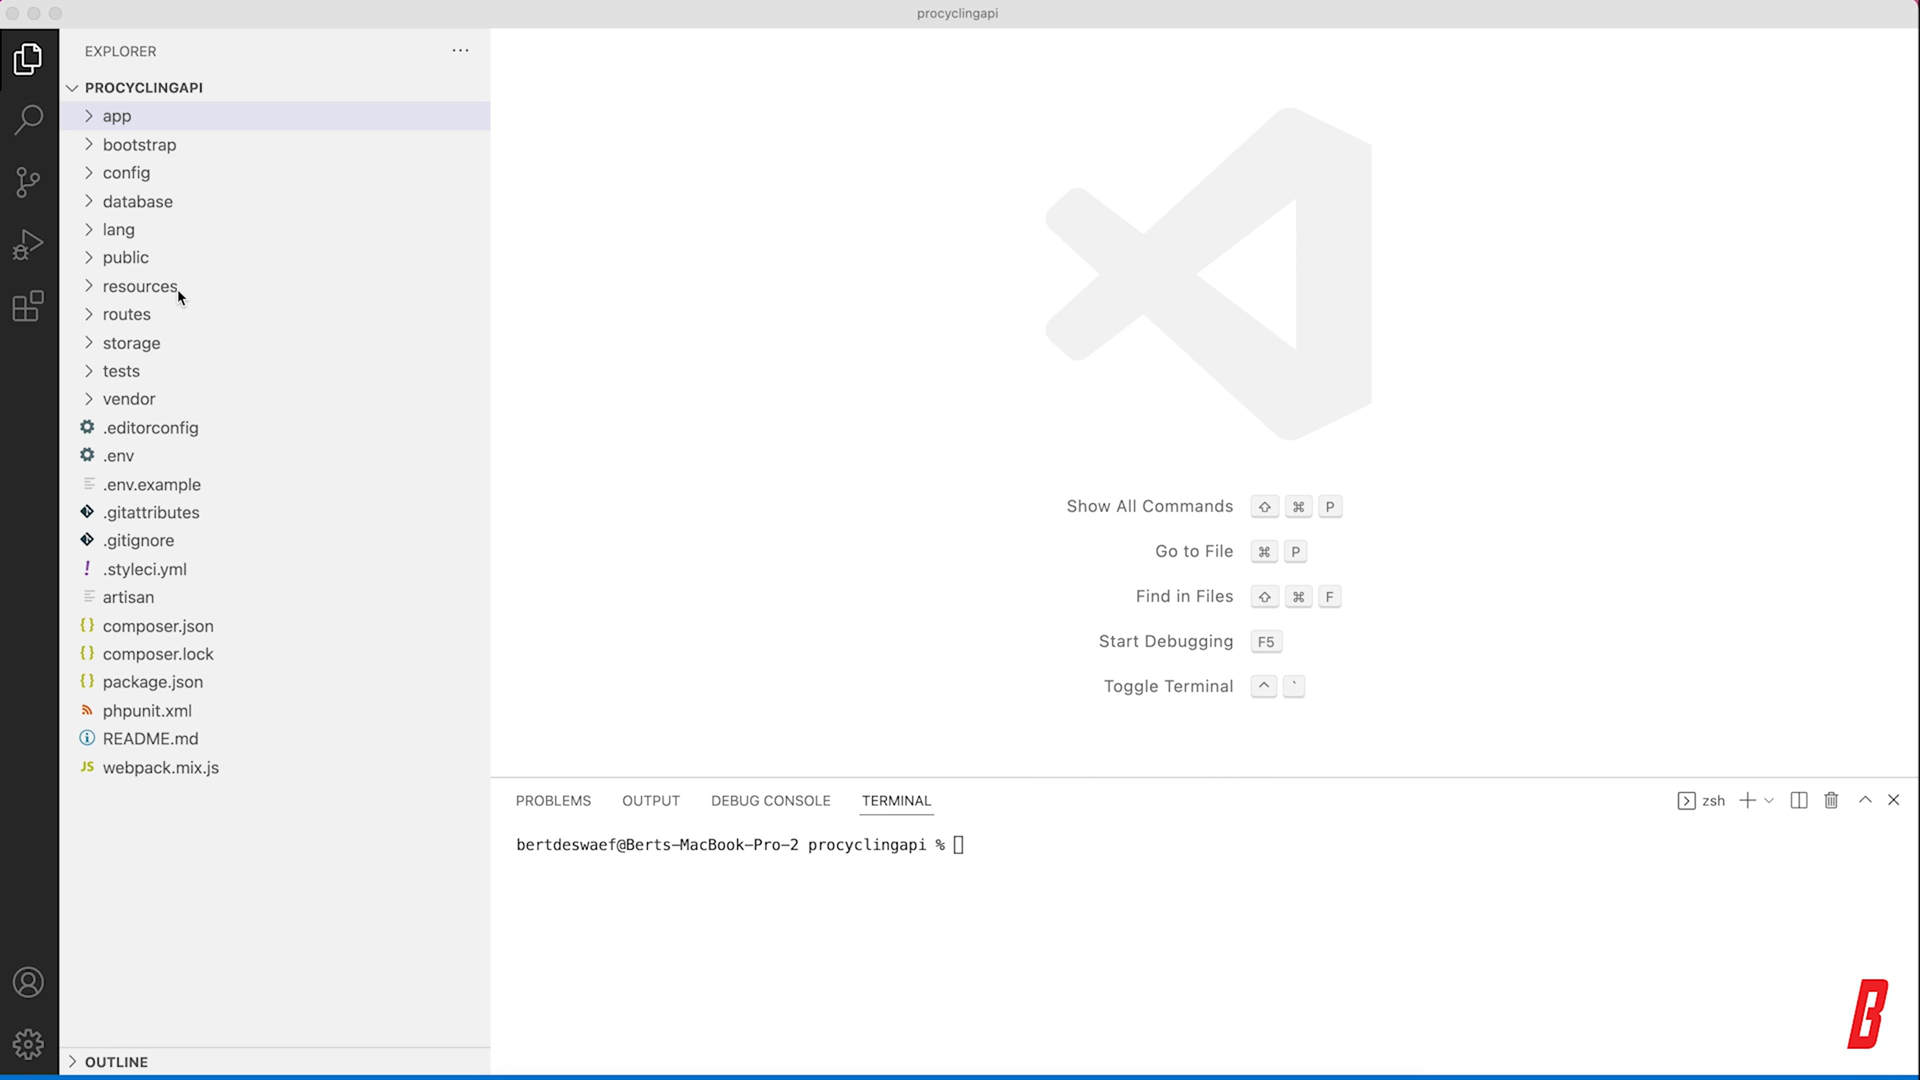 procyclingapi
EXPLORER
PROCYCLINGAPI
app
bootstrap
config
database
lang
public
resources
routes
storage
tests
vendor
.editorconfig
.env
.env.example
.gitattributes
.gitignore
.styleci.yml
artisan
composer.json
composer.lock
package.json
phpunit.xml
README.md
JS webpack.mix.js
OUTLINE
Show All Commands ⇧ ⌘ P
Go to File ⌘ P
Find in Files ⇧ ⌘ F
Start Debugging F5
Toggle Terminal ^ `
PROBLEMS OUTPUT DEBUG CONSOLE TERMINAL zsh
bertdeswaef@Berts-MacBook-Pro-2 procyclingapi %
B